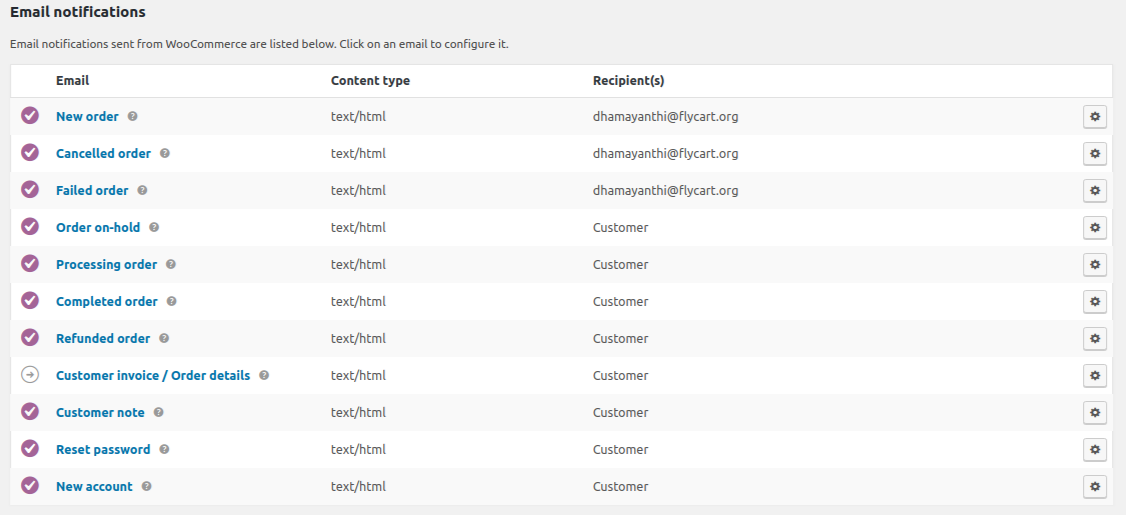 Email notifications
Email notifications sent from WooCommerce are listed below. Click on an email to configure it.
Email Content type Recipient(s)
New order ? text/html dhamayanthi@flycart.org
Cancelled order ? text/html dhamayanthi@flycart.org
Failed order ? text/html dhamayanthi@flycart.org
Order on-hold ? text/html Customer
Processing order ? text/html Customer
Completed order ? text/html Customer
Refunded order ? text/html Customer
Customer invoice / Order details ? text/html Customer
Customer note ? text/html Customer
Reset password ? text/html Customer
New account ? text/html Customer